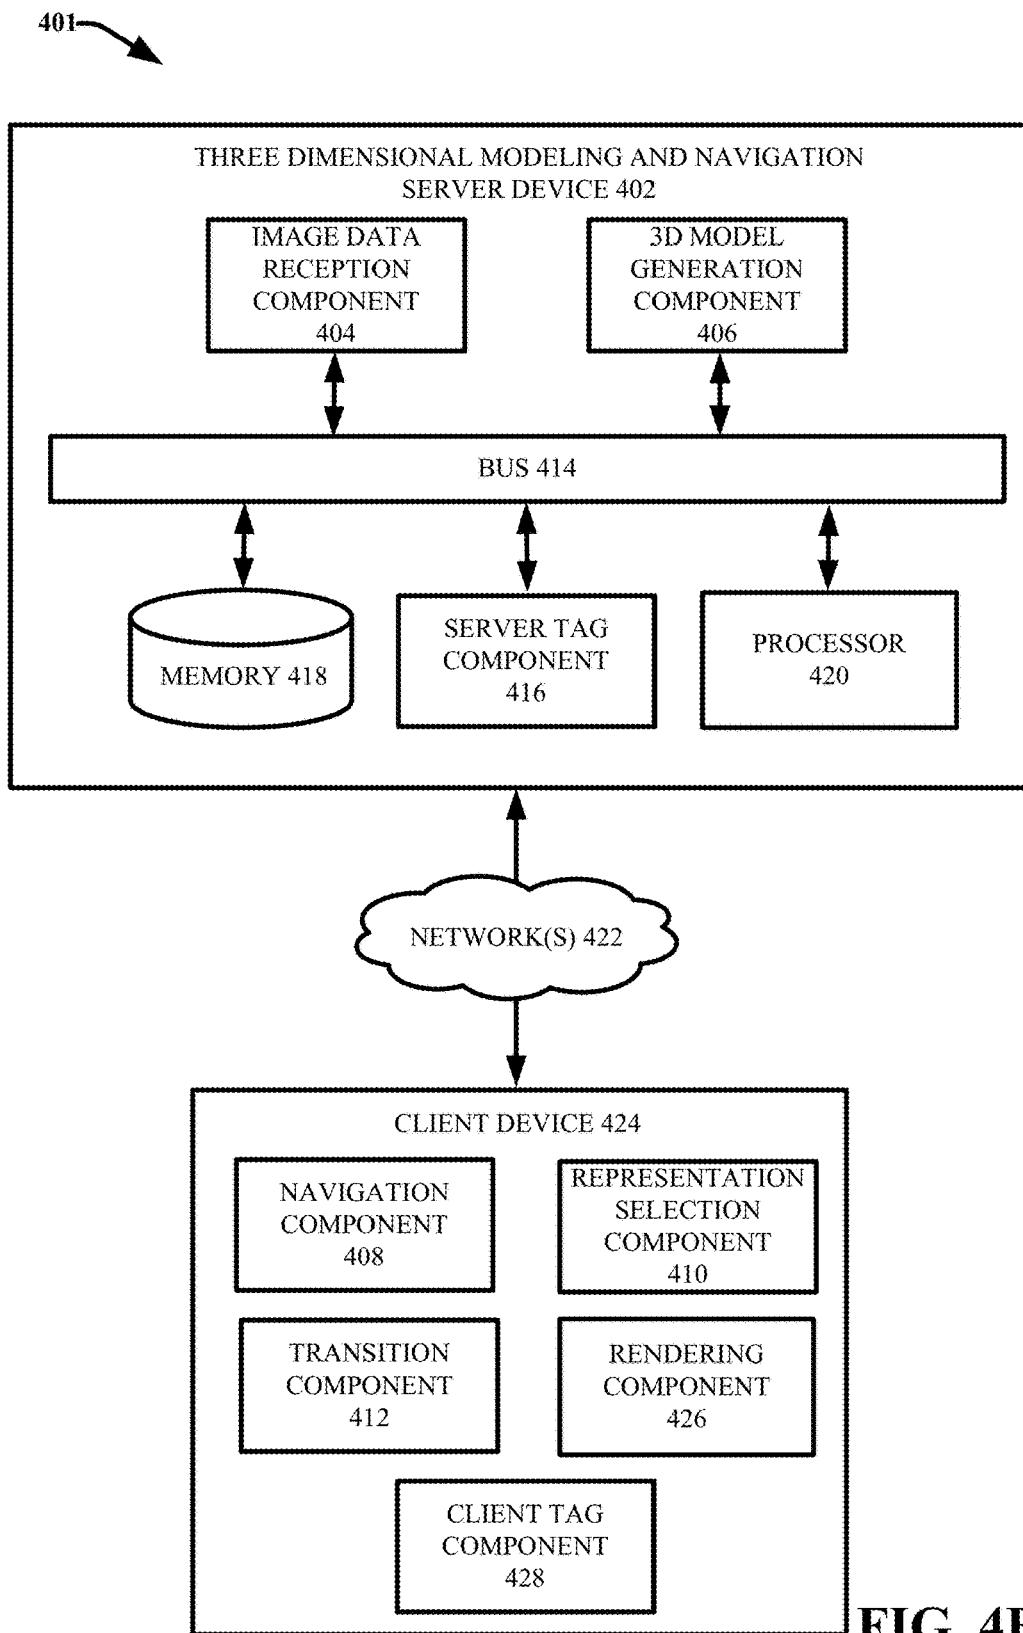 401
THREE DIMENSIONAL MODELING AND NAVIGATION
SERVER DEVICE 402
IMAGE DATA
RECEPTION
COMPONENT
404
3D MODEL
GENERATION
COMPONENT
406
BUS 414
MEMORY 418
SERVER TAG
COMPONENT
416
PROCESSOR
420
NETWORK(S) 422
CLIENT DEVICE 424
NAVIGATION
COMPONENT
408
REPRESENTATION
SELECTION
COMPONENT
410
TRANSITION
COMPONENT
412
RENDERING
COMPONENT
426
CLIENT TAG
COMPONENT
428
FIG.